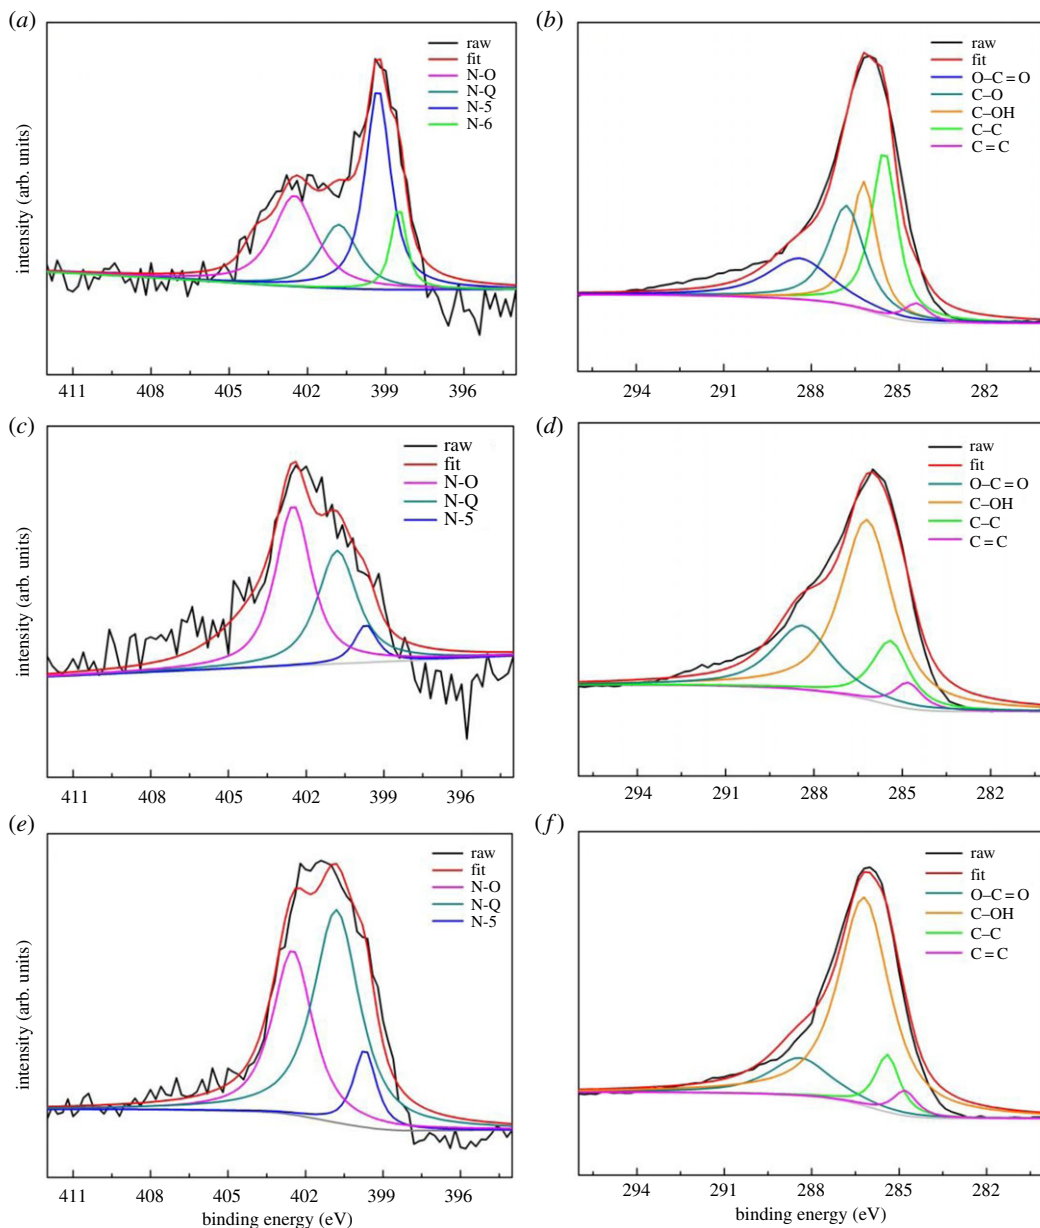 (a)
raw
fit
N-O
N-Q
N-5
N-6
intensity (arb. units)
411 408 405 402 399 396
(b)
raw
fit
O–C=O
C–O
C–OH
C–C
C=C
294 291 288 285 282
(c)
raw
fit
N-O
N-Q
N-5
intensity (arb. units)
411 408 405 402 399 396
(d)
raw
fit
O–C=O
C–OH
C–C
C=C
294 291 288 285 282
(e)
raw
fit
N-O
N-Q
N-5
intensity (arb. units)
411 408 405 402 399 396
binding energy (eV)
(f)
raw
fit
O–C=O
C–OH
C–C
C=C
294 291 288 285 282
binding energy (eV)